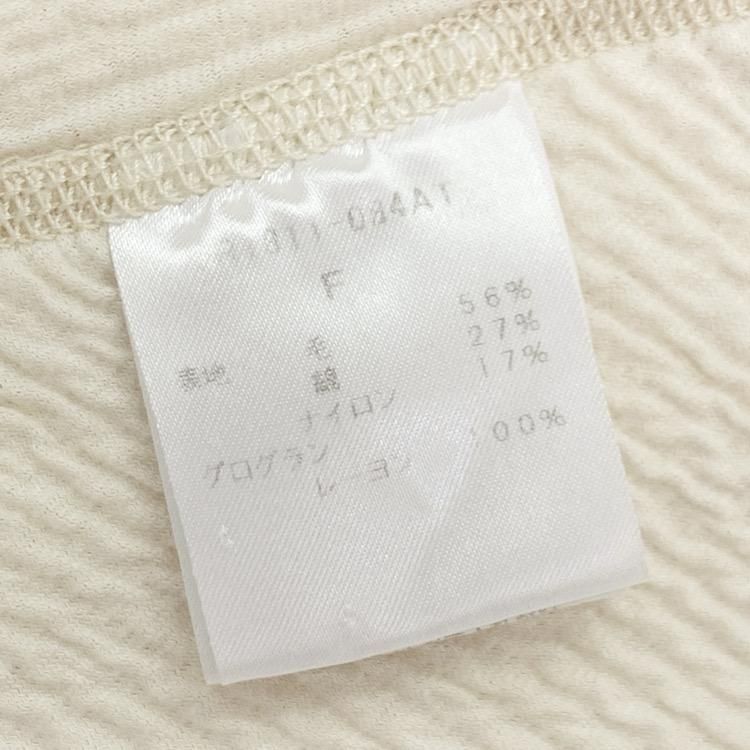 F
表地 毛 56%
綿 27%
ナイロン 17%
グログラン
レーヨン 100%